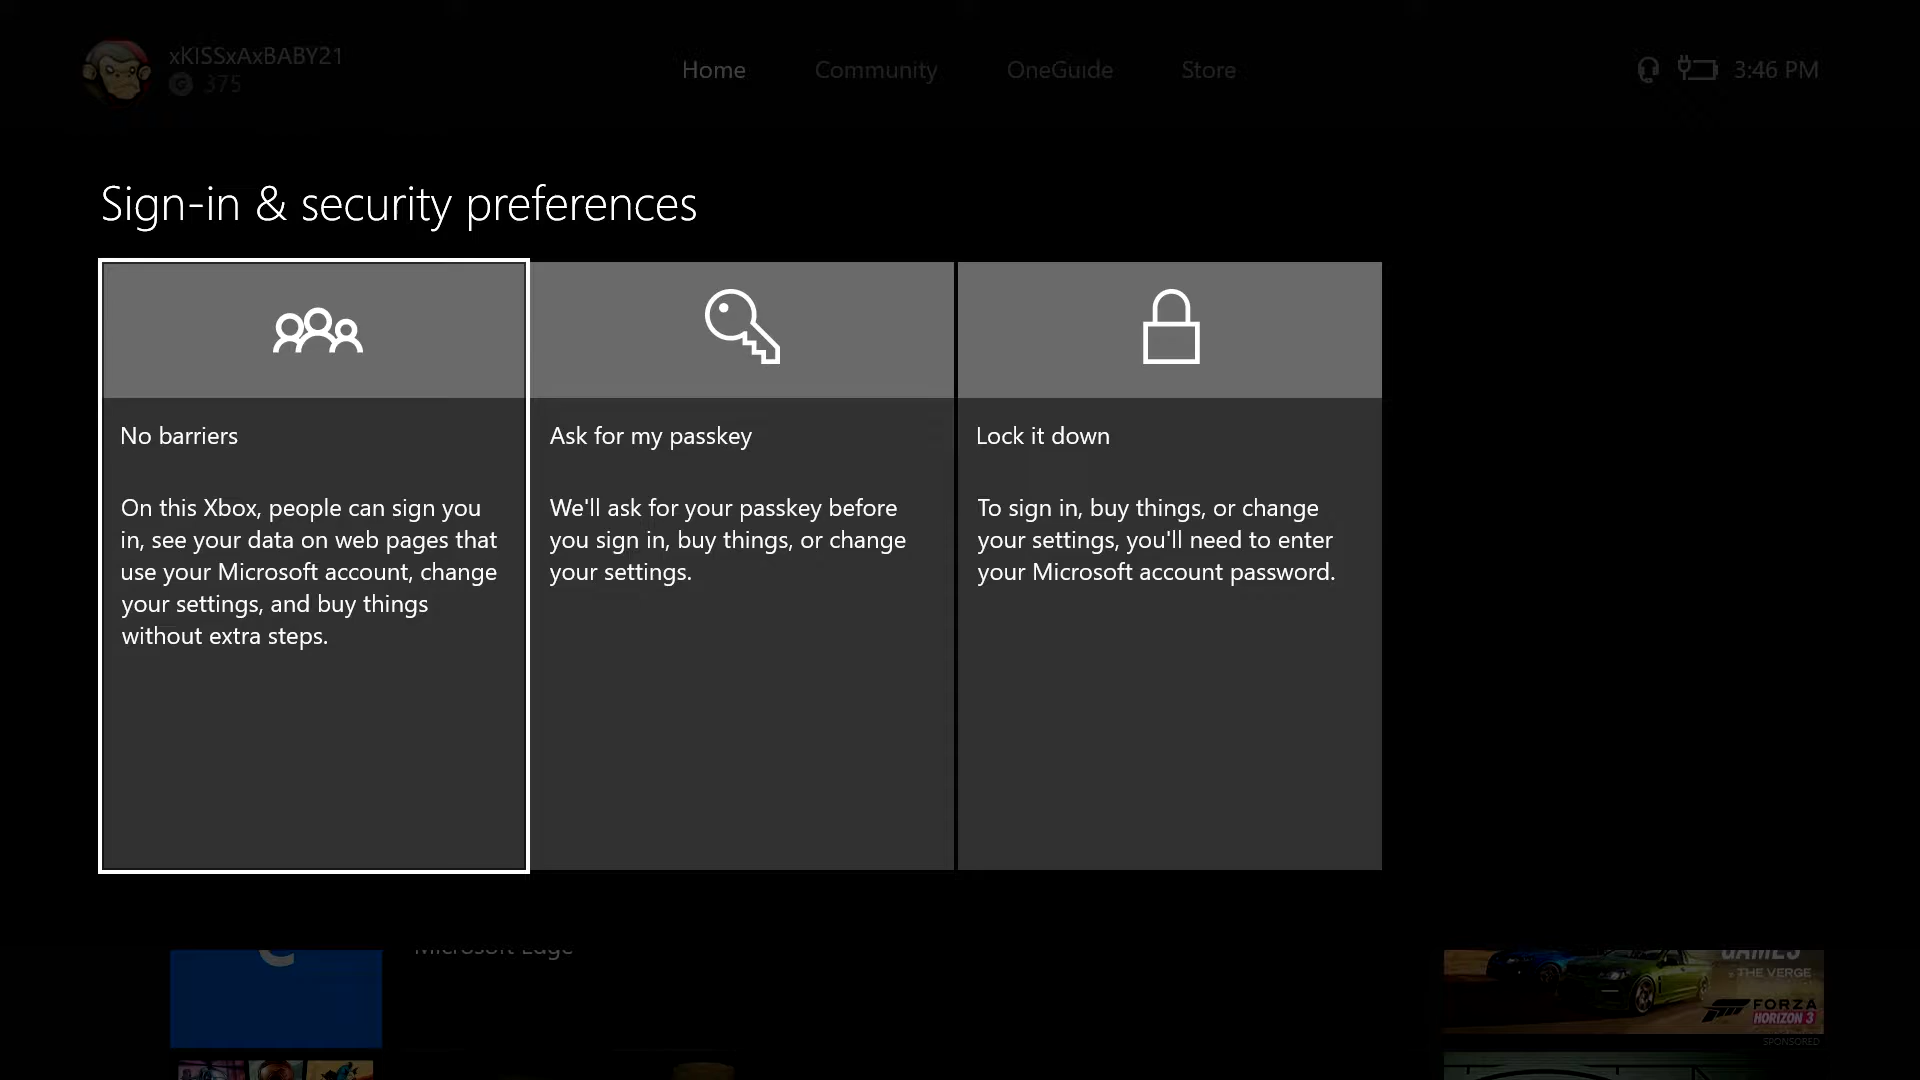 xKISSxAxBABY21
G 375
Home
Community
OneGuide
Store
3:46 PM
Sign-in & security preferences
No barriers
On this Xbox, people can sign you
in, see your data on web pages that
use your Microsoft account, change
your settings, and buy things
without extra steps.
Ask for my passkey
We'll ask for your passkey before
you sign in, buy things, or change
your settings.
Lock it down
To sign in, buy things, or change
your settings, you'll need to enter
your Microsoft account password.
Microsoft Edge
GAMES
THE VERGE
FORZA
HORIZON 3
SPONSORED